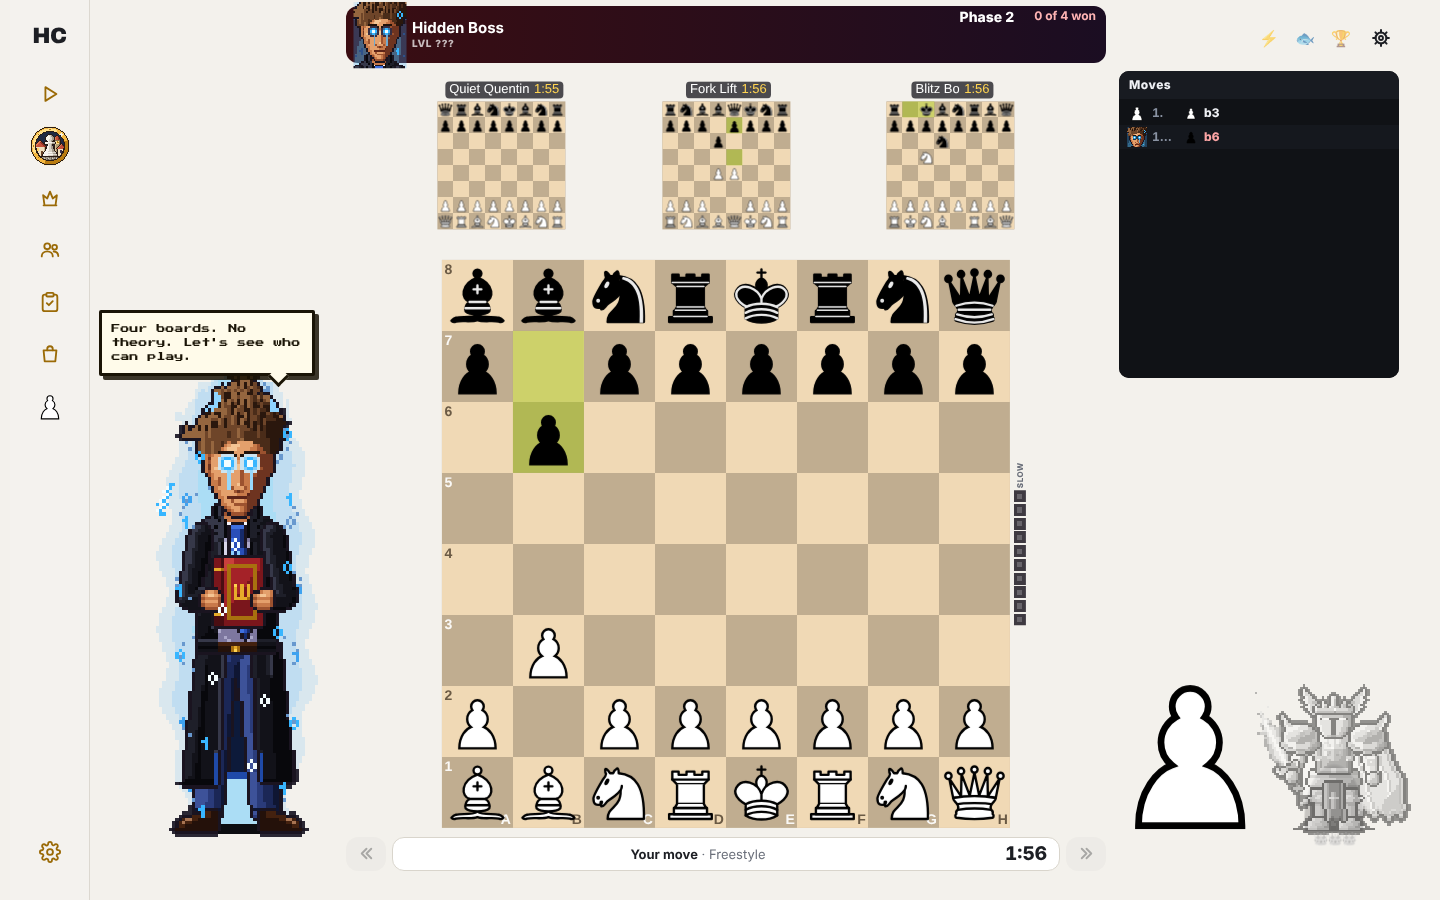 HC
Hidden Boss
LVL ???
Phase 2
0 of 4 won
Quiet Quentin 1:55
Fork Lift 1:56
Blitz Bo 1:56
Moves
1. b3
1... b6
Four boards. No
theory. Let's see who
can play.
8
7
6
5
4
3
2
1
A B C D E F G H
SLOW
Your move · Freestyle
1:56